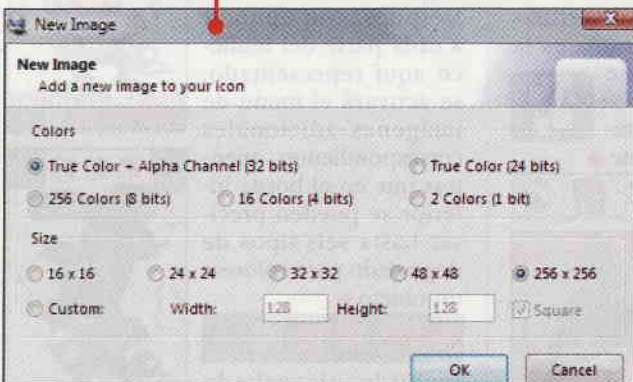 New Image
New Image
Add a new image to your icon
Colors
True Color + Alpha Channel (32 bits) True Color (24 bits)
256 Colors (8 bits) 16 Colors (4 bits) 2 Colors (1 bit)
Size
16 x 16 24 x 24 32 x 32 48 x 48 256 x 256
Custom: Width: 128 Height: 128 Square
OK Cancel